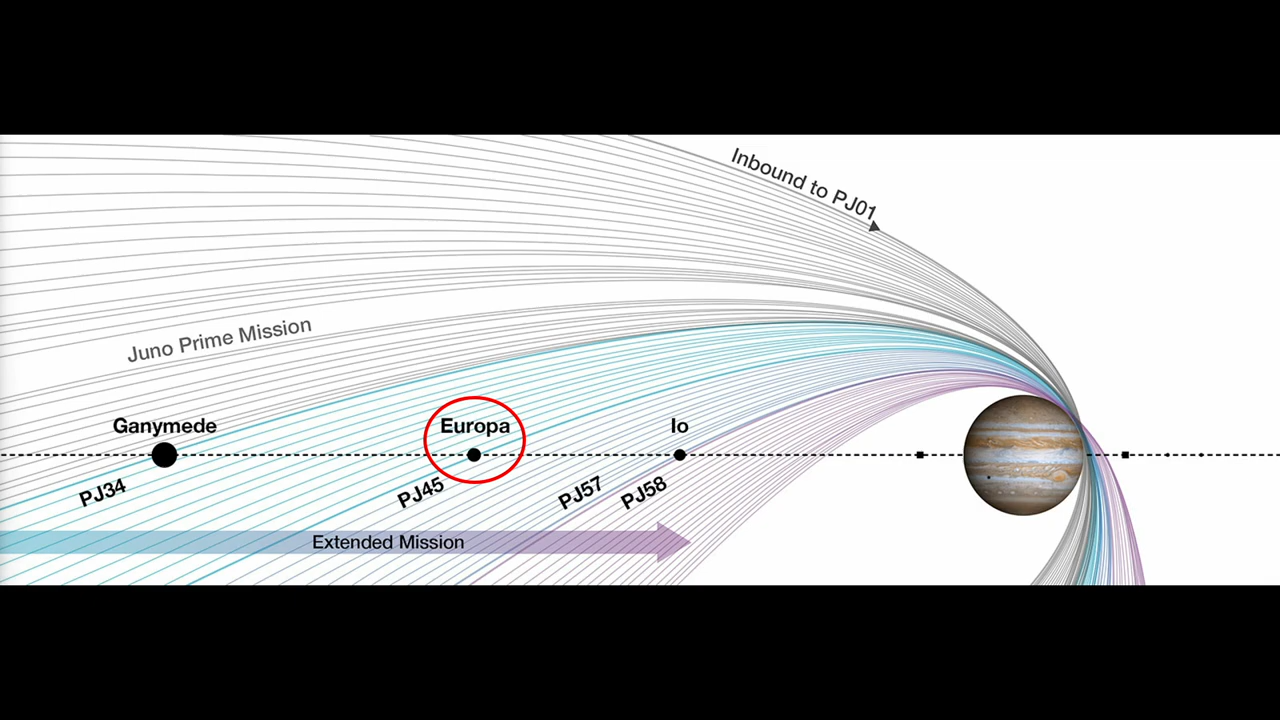 Inbound to PJ01
Juno Prime Mission
Ganymede
Europa
Io
PJ34
PJ45
PJ57
PJ58
Extended Mission